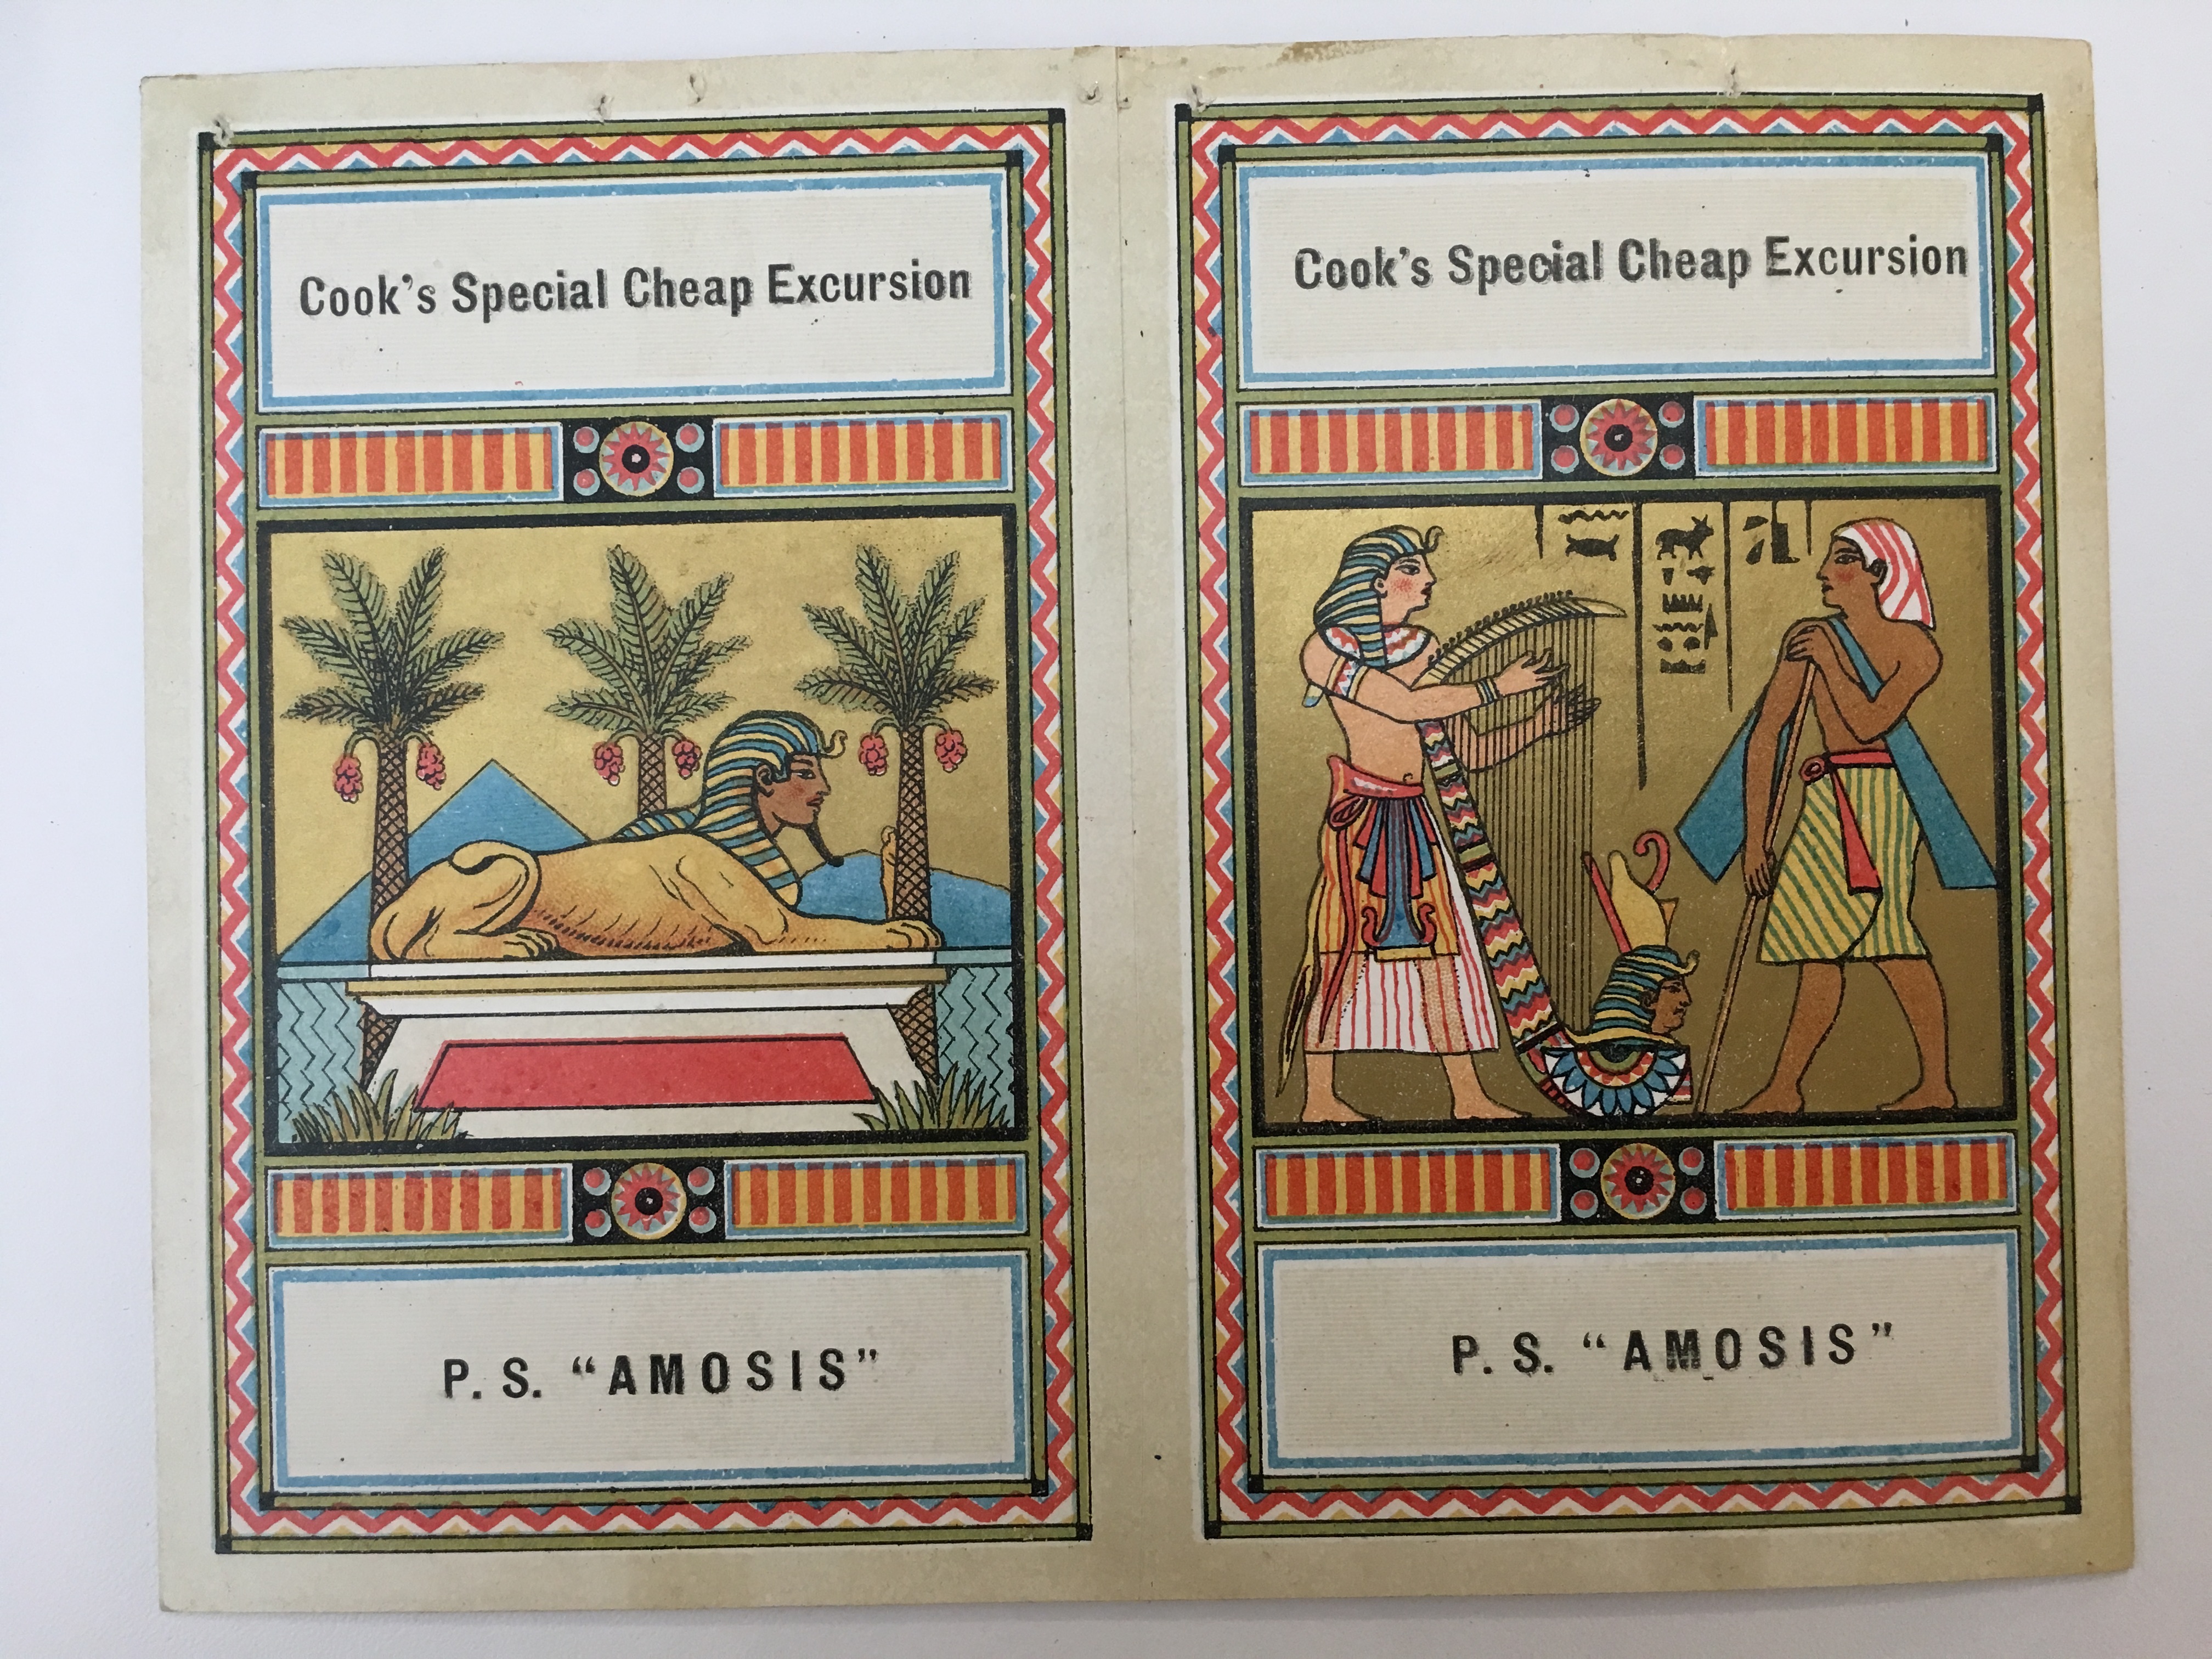 Cook's Special Cheap Excursion
P. S. "AMOSIS"
Cook's Special Cheap Excursion
P. S. "AMOSIS"